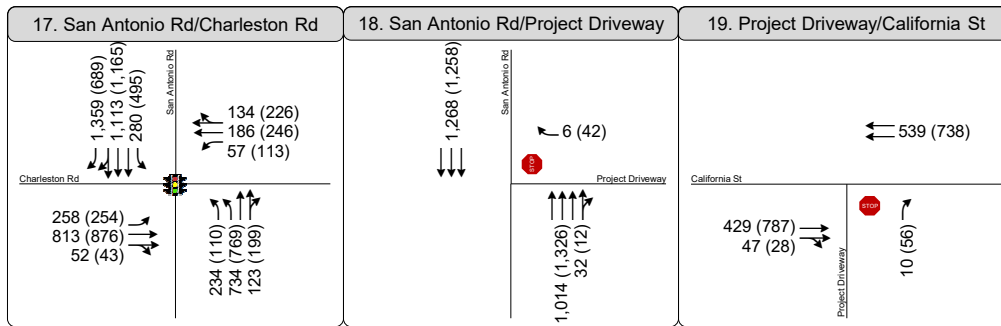 17. San Antonio Rd/Charleston Rd
1,359 (689)
1,113 (1,165)
280 (495)
San Antonio Rd
134 (226)
186 (246)
57 (113)
Charleston Rd
258 (254)
813 (876)
52 (43)
234 (110)
734 (769)
123 (199)
18. San Antonio Rd/Project Driveway
1,268 (1,258)
San Antonio Rd
6 (42)
STOP
Project Driveway
1,014 (1,326)
32 (12)
19. Project Driveway/California St
539 (738)
California St
STOP
429 (787)
47 (28)
Project Driveway
10 (56)